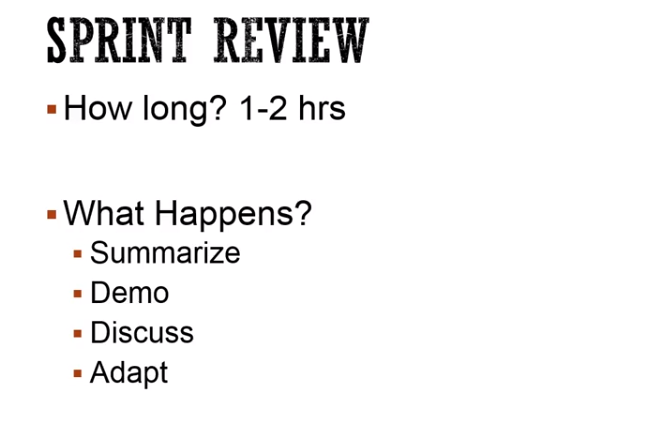 SPRINT REVIEW
How long? 1-2 hrs
What Happens?
Summarize
Demo
Discuss
Adapt